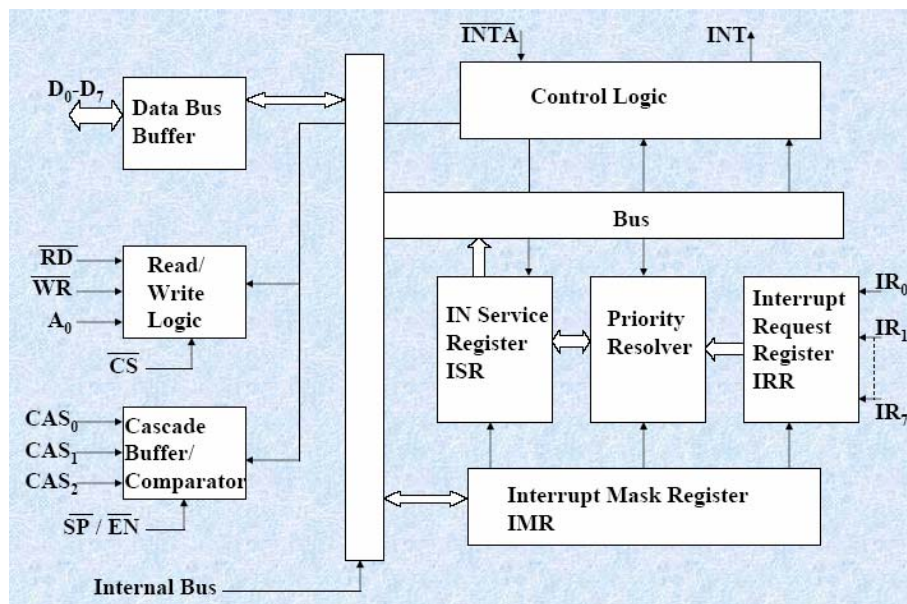 INTA
INT
Control Logic
D0-D7
Data Bus
Buffer
Bus
RD
WR
A0
Read/
Write
Logic
CS
IN Service
Register
ISR
Priority
Resolver
Interrupt
Request
Register
IRR
IR0
IR1
IR7
CAS0
CAS1
CAS2
Cascade
Buffer/
Comparator
SP / EN
Interrupt Mask Register
IMR
Internal Bus